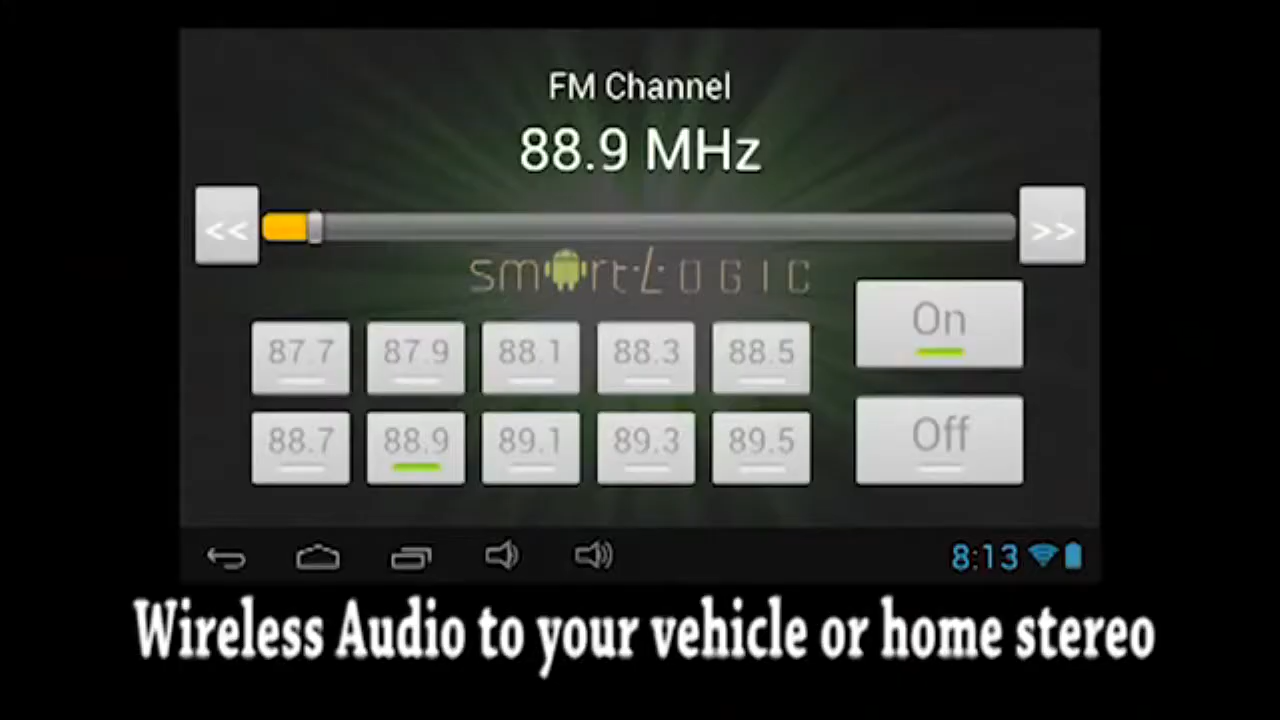 FM Channel
88.9 MHz
<< >>
smartLOGIC
87.7 87.9 88.1 88.3 88.5
On
88.7 88.9 89.1 89.3 89.5
Off
8:13
Wireless Audio to your vehicle or home stereo